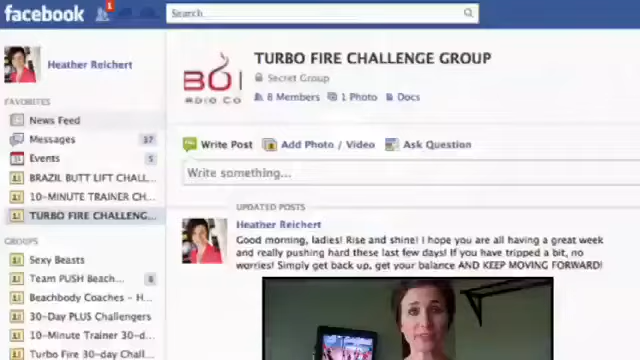 facebook
1
Search
Heather Reichert
TURBO FIRE CHALLENGE GROUP
Secret Group
8 Members 1 Photo Docs
FAVORITES
News Feed
Messages 37
Events 5
BRAZIL BUTT LIFT CHALL...
10-MINUTE TRAINER CH...
TURBO FIRE CHALLENG...
GROUPS
Sexy Beasts
Team PUSH Beach... 8
Beachbody Coaches - H...
30-Day PLUS Challengers
10-Minute Trainer 30-d...
Turbo Fire 30-day Chall...
Write Post Add Photo / Video Ask Question
Write something...
UPDATED POSTS
Heather Reichert
Good morning, ladies! Rise and shine! I hope you are all having a great week
and really pushing hard these last few days! If you have tripped a bit, no
worries! Simply get back up, get your balance AND KEEP MOVING FORWARD!